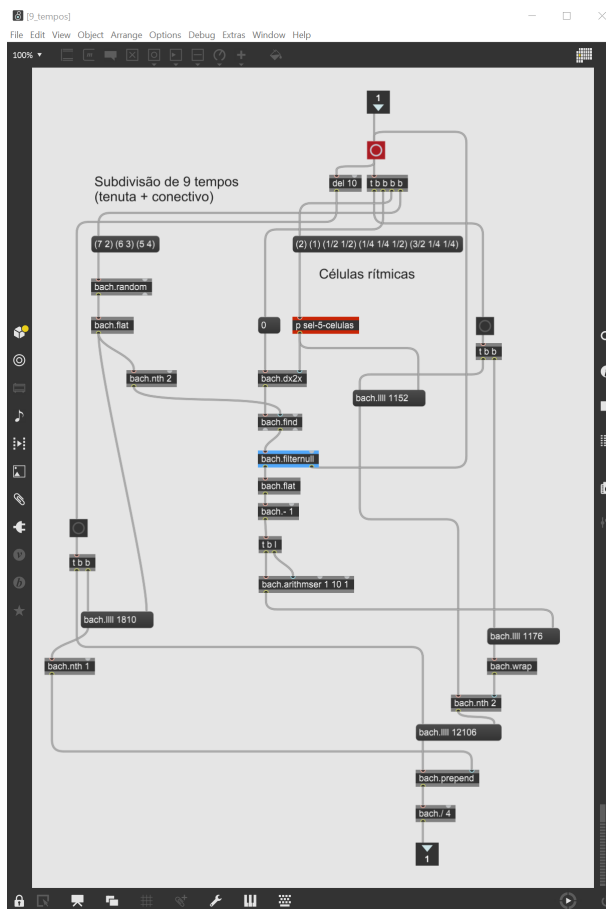 [9_tempos]
File Edit View Object Arrange Options Debug Extras Window Help
100%
1
del 10
t b b b b
Subdivisão de 9 tempos
(tenuta + conectivo)
(7 2) (6 3) (5 4)
(2) (1) (1/2 1/2) (1/4 1/4 1/2) (3/2 1/4 1/4)
Células rítmicas
bach.random
bach.flat
0
p sel-5-celulas
t b b
bach.nth 2
bach.dx2x
bach.llll 1152
bach.find
bach.filternull
bach.flat
bach.- 1
t b l
t b b
bach.arithmser 1 10 1
bach.llll 1810
bach.llll 1176
bach.nth 1
bach.wrap
bach.nth 2
bach.llll 12106
bach.prepend
bach./ 4
1